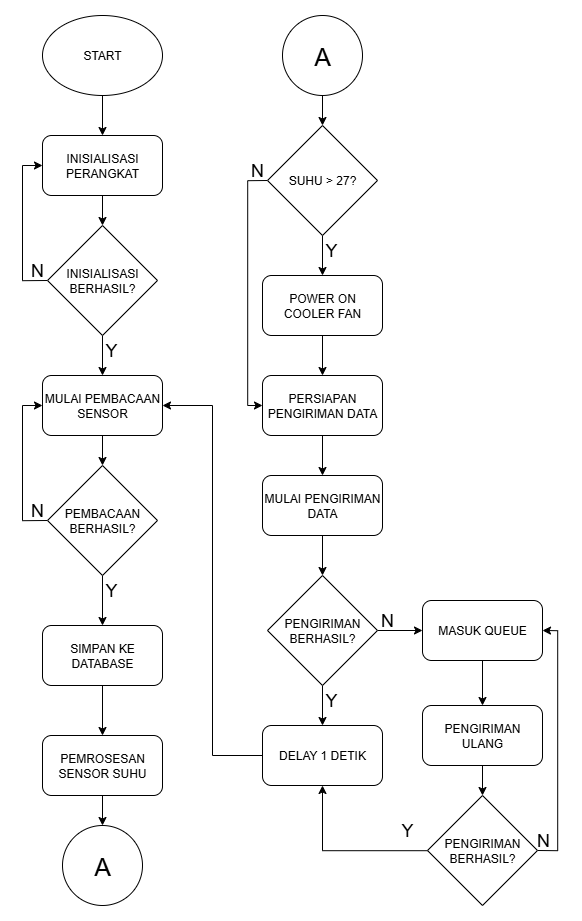 START
INISIALISASI
PERANGKAT
N
INISIALISASI
BERHASIL?
Y
MULAI PEMBACAAN
SENSOR
N
PEMBACAAN
BERHASIL?
Y
SIMPAN KE
DATABASE
PEMROSESAN
SENSOR SUHU
A
A
N
SUHU > 27?
Y
POWER ON
COOLER FAN
PERSIAPAN
PENGIRIMAN DATA
MULAI PENGIRIMAN
DATA
PENGIRIMAN
BERHASIL?
N
Y
MASUK QUEUE
PENGIRIMAN
ULANG
DELAY 1 DETIK
Y
PENGIRIMAN
BERHASIL?
N